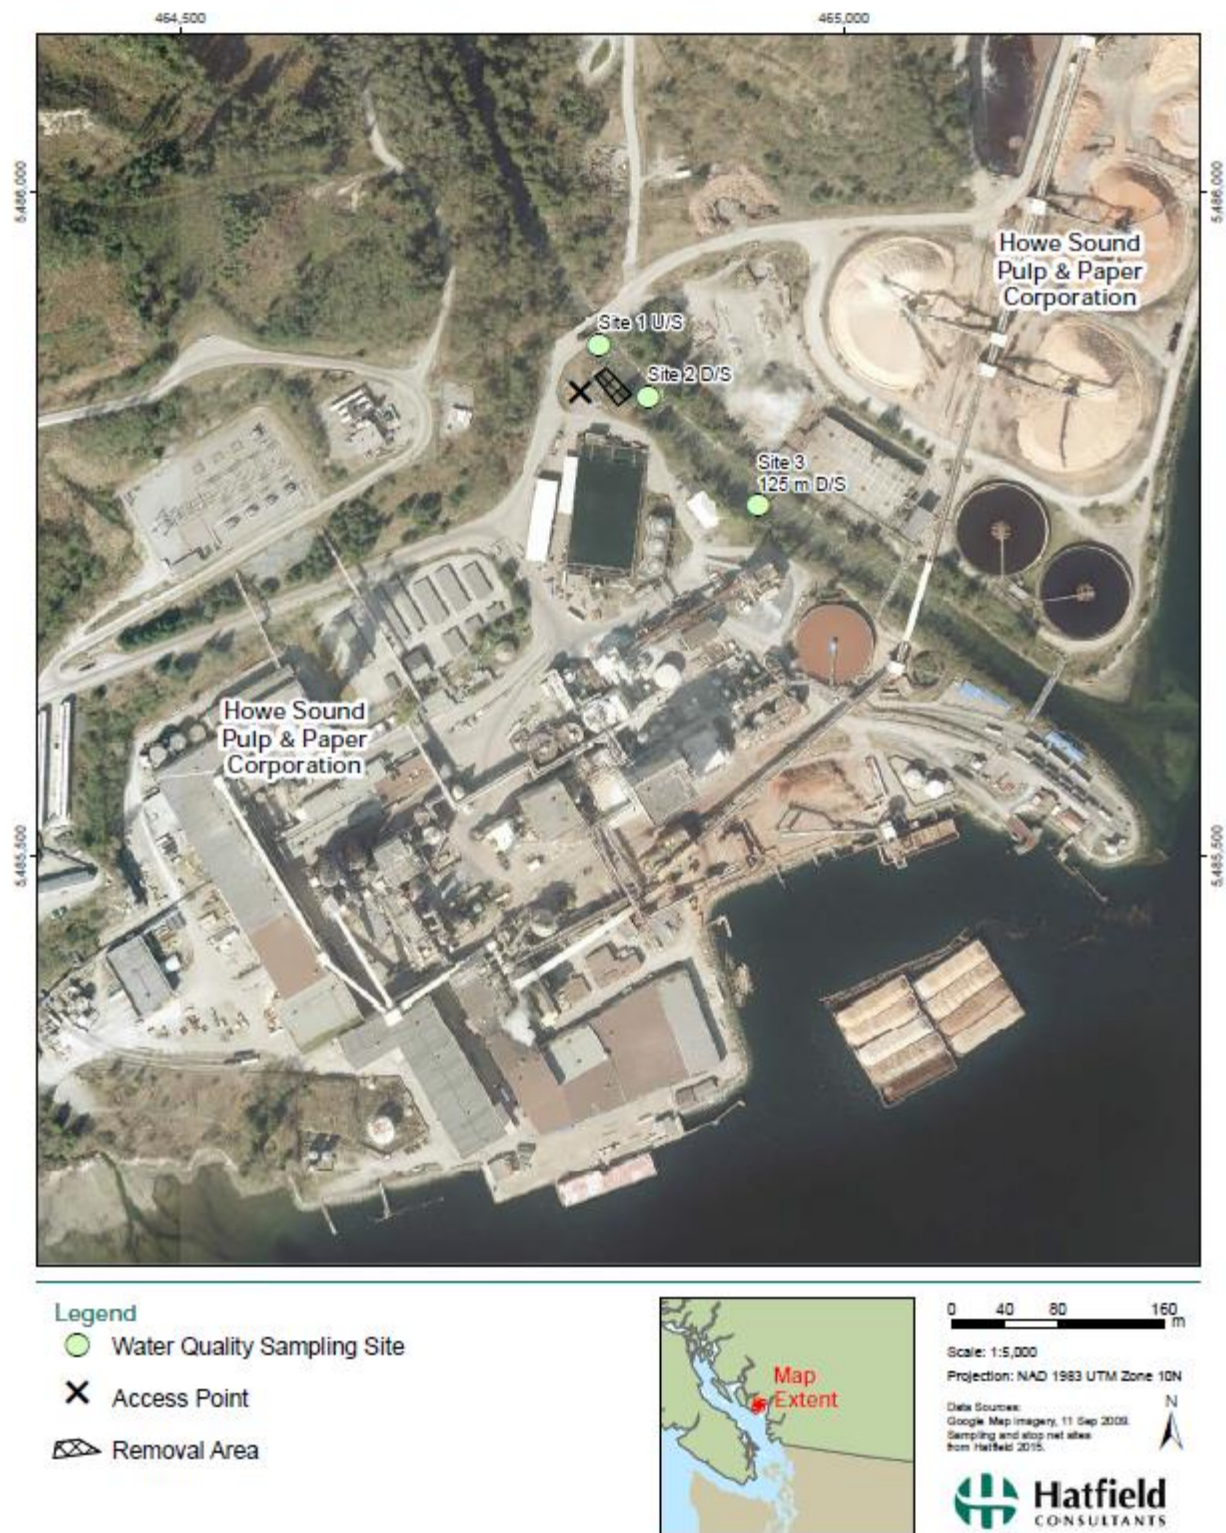 464,500
465,000
5,486,000
5,486,000
Howe Sound
Pulp & Paper
Corporation
Site 1 U/S
Site 2 D/S
Site 3
125 m D/S
Howe Sound
Pulp & Paper
Corporation
5,485,500
5,485,500
Legend
Water Quality Sampling Site
Access Point
Removal Area
Map
Extent
0 40 80 160
m
Scale: 1:5,000
Projection: NAD 1983 UTM Zone 10N
N
Data Sources:
Google Map Imagery, 11 Sep 2009.
Sampling and stop net sites
from Hatfield 2015.
Hatfield
CONSULTANTS